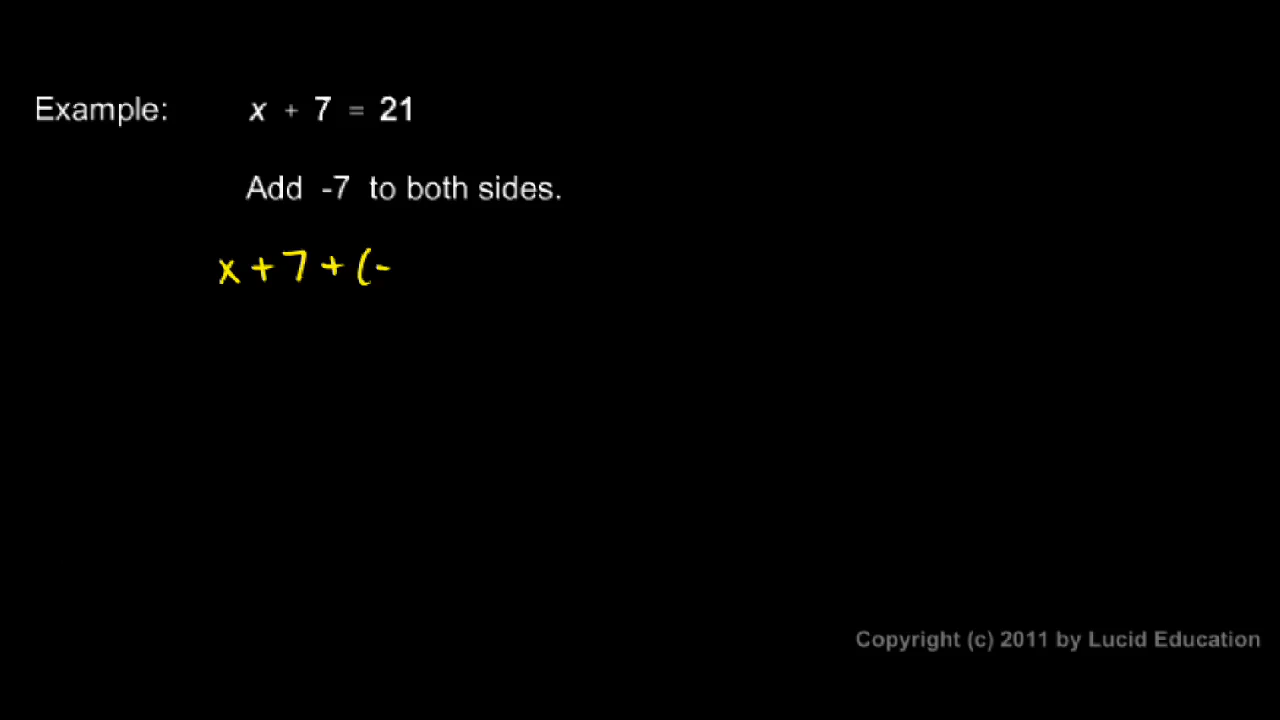 Example: x + 7 = 21
Add -7 to both sides.
x + 7 + (-
Copyright (c) 2011 by Lucid Education